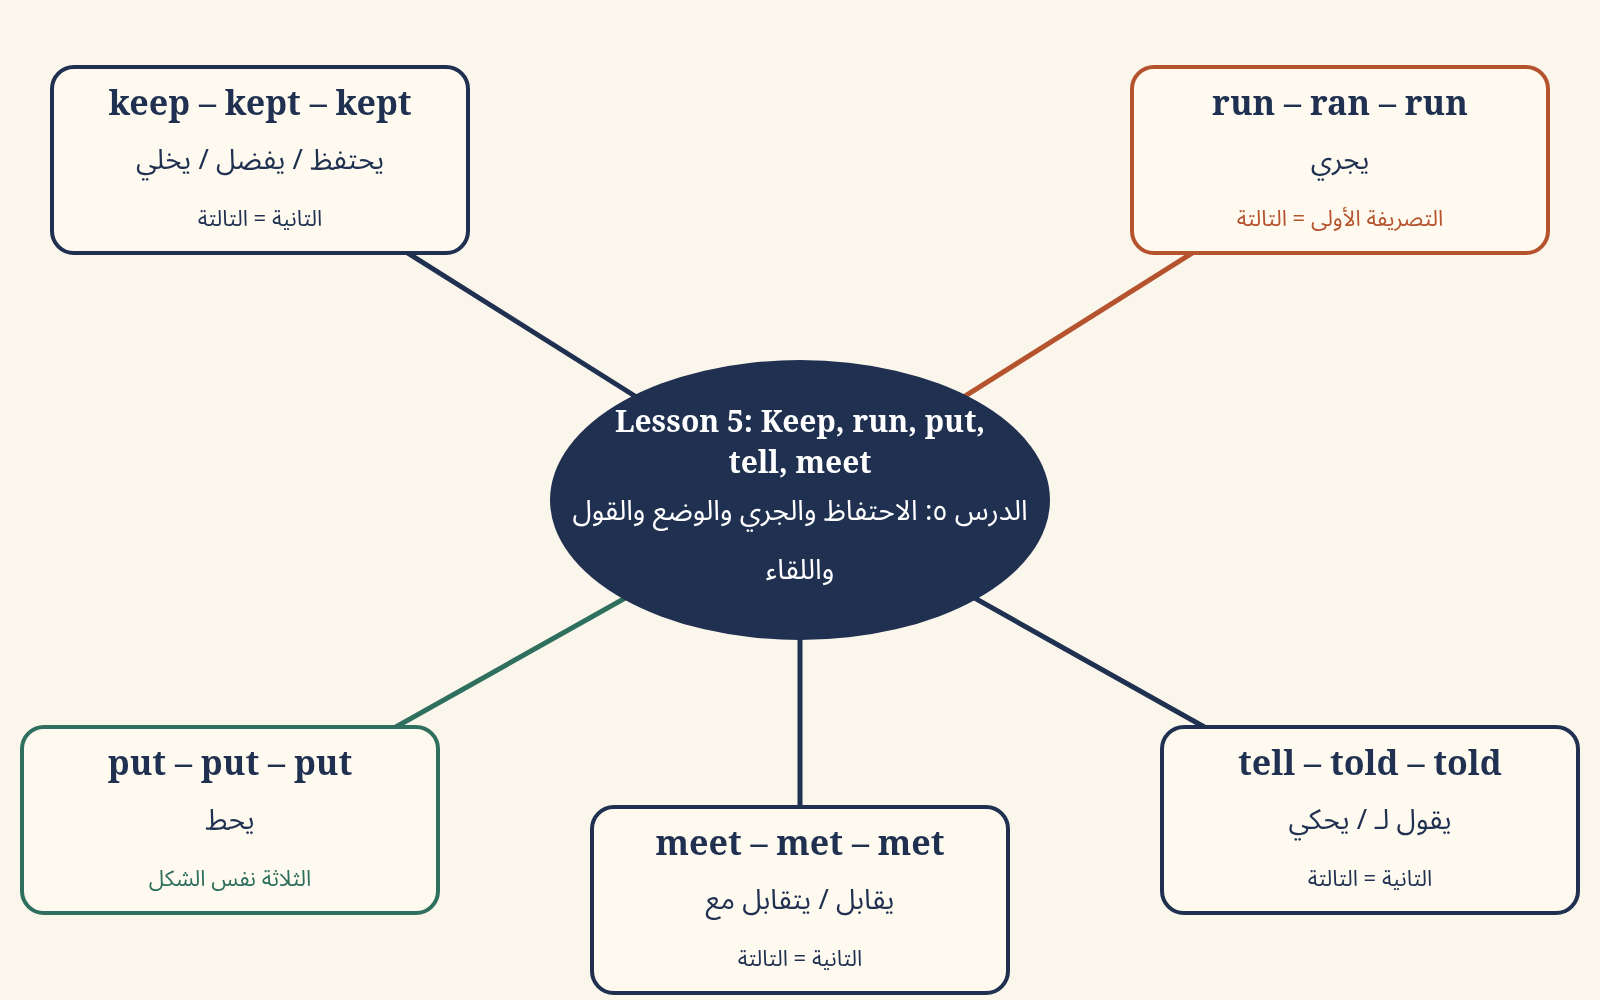 keep – kept – kept
يحتفظ / يفضل / يخلي
التانية = التالتة
run – ran – run
يجري
التصريفة الأولى = التالتة
Lesson 5: Keep, run, put,
tell, meet
الدرس ٥: الاحتفاظ والجري والوضع والقول
واللقاء
put – put – put
يحط
الثلاثة نفس الشكل
meet – met – met
يقابل / يتقابل مع
التانية = التالتة
tell – told – told
يقول لـ / يحكي
التانية = التالتة